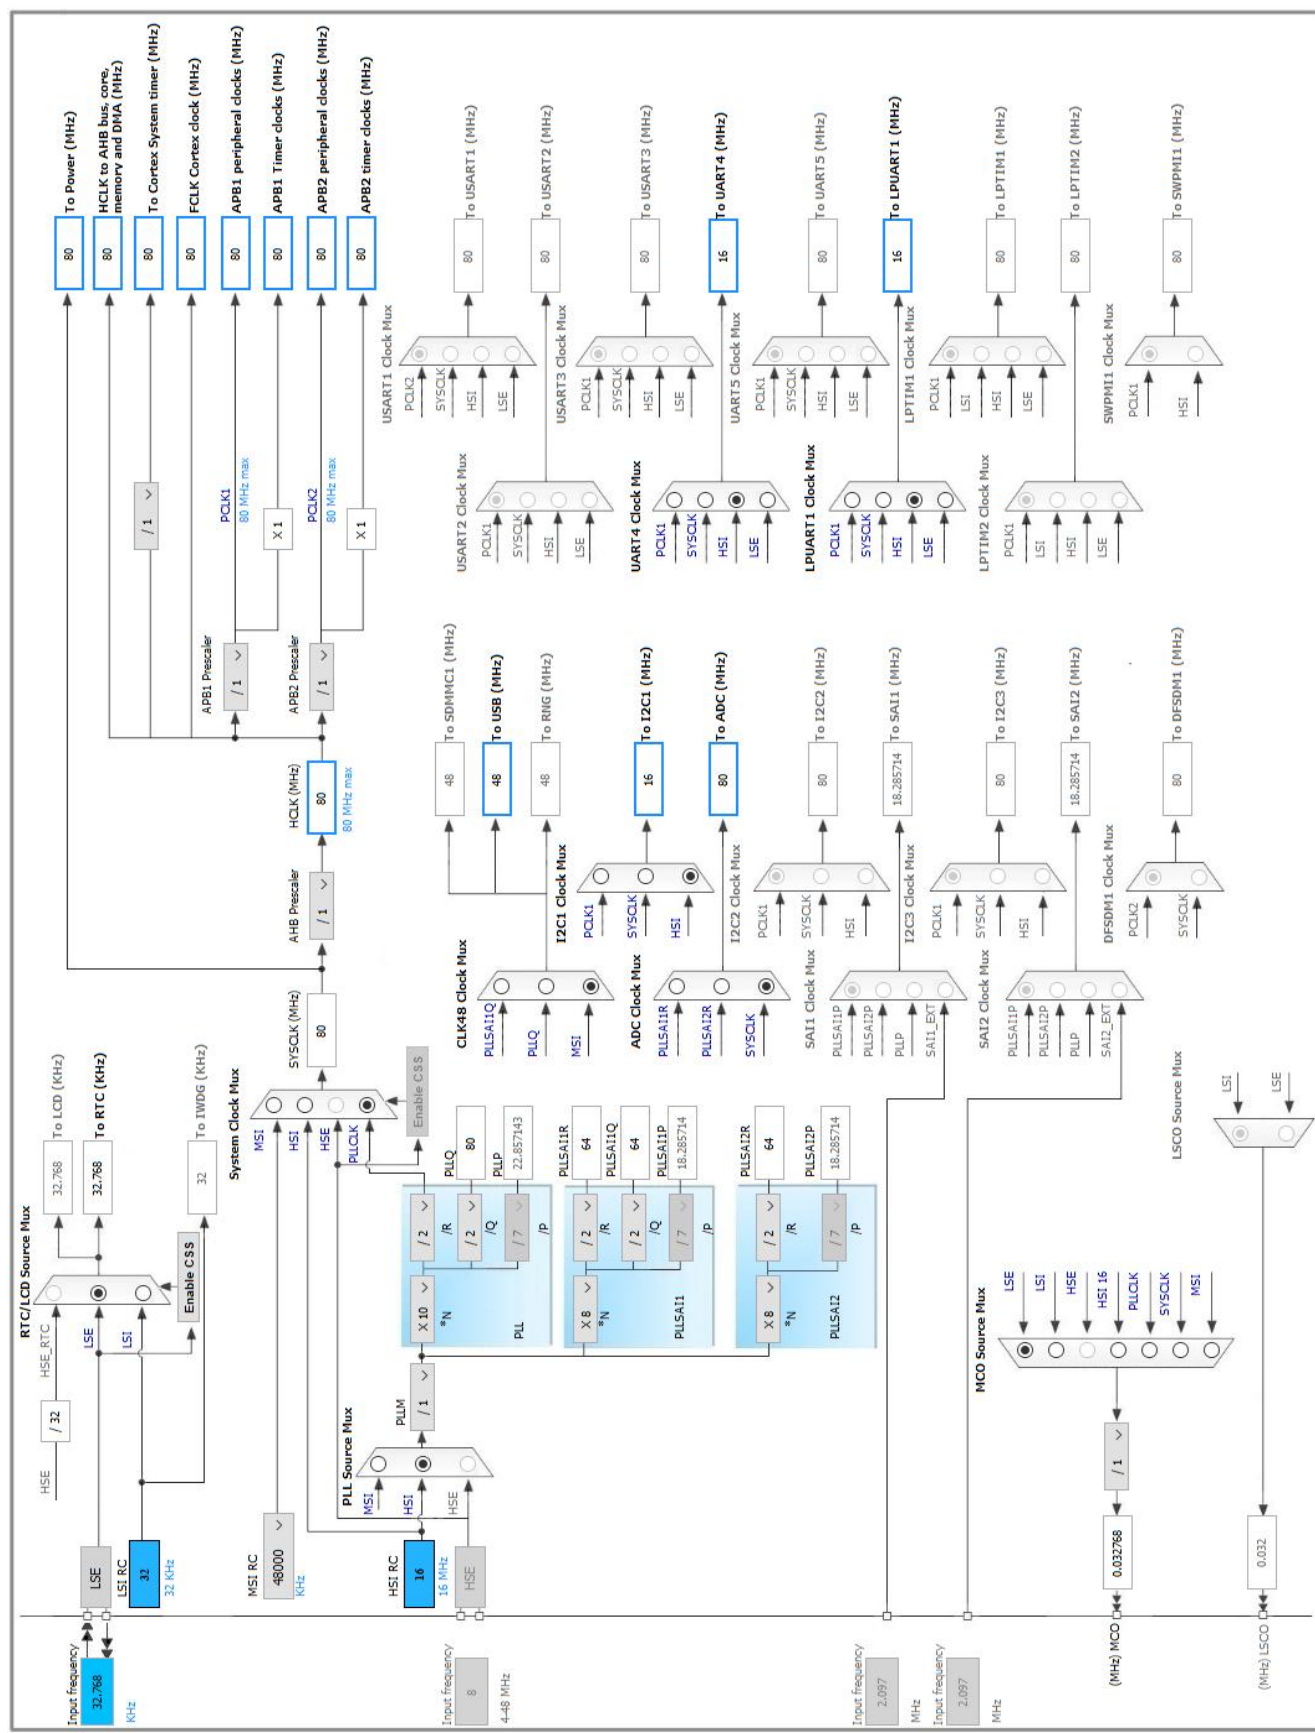 RTC/LCD Source Mux
HSE
/ 32
HSE_RTC
32.768
To LCD (KHz)
Input frequency
32.768
KHz
LSE
LSE
32.768
To RTC (KHz)
LSI RC
32
32 KHz
LSI
Enable CSS
32
To IWDG (KHz)
80
To Power (MHz)
80
HCLK to AHB bus, core,
memory and DMA (MHz)
/ 1
80
To Cortex System timer (MHz)
80
FCLK Cortex clock (MHz)
System Clock Mux
MSI RC
48000
KHz
MSI
HSI
HSE
PLLCLK
SYSCLK (MHz)
80
AHB Prescaler
/ 1
HCLK (MHz)
80
80 MHz max
APB1 Prescaler
/ 1
PCLK1
80 MHz max
80
APB1 peripheral clocks (MHz)
X 1
80
APB1 Timer clocks (MHz)
APB2 Prescaler
/ 1
PCLK2
80 MHz max
80
APB2 peripheral clocks (MHz)
X 1
80
APB2 timer clocks (MHz)
Enable CSS
HSI RC
16
16 MHz
Input frequency
8
4-48 MHz
HSE
PLL Source Mux
MSI
HSI
HSE
PLLM
/ 1
X 10
*N
PLL
/ 2
/R
/ 2
/Q
/ 7
/P
PLLQ
80
PLLP
22.857143
X 8
*N
PLLSAI1
/ 2
/R
/ 2
/Q
/ 7
/P
PLLSAI1R
64
PLLSAI1Q
64
PLLSAI1P
18.285714
X 8
*N
PLLSAI2
/ 2
/R
/ 7
/P
PLLSAI2R
64
PLLSAI2P
18.285714
CLK48 Clock Mux
PLLSAI1Q
PLLQ
MSI
48
To SDMMC1 (MHz)
48
To USB (MHz)
48
To RNG (MHz)
I2C1 Clock Mux
PCLK1
SYSCLK
HSI
16
To I2C1 (MHz)
ADC Clock Mux
PLLSAI1R
PLLSAI2R
SYSCLK
80
To ADC (MHz)
I2C2 Clock Mux
PCLK1
SYSCLK
HSI
80
To I2C2 (MHz)
SAI1 Clock Mux
PLLSAI1P
PLLSAI2P
PLLP
SAI1_EXT
18.285714
To SAI1 (MHz)
I2C3 Clock Mux
PCLK1
SYSCLK
HSI
80
To I2C3 (MHz)
SAI2 Clock Mux
PLLSAI1P
PLLSAI2P
PLLP
SAI2_EXT
18.285714
To SAI2 (MHz)
DFSDM1 Clock Mux
PCLK2
SYSCLK
80
To DFSDM1 (MHz)
USART1 Clock Mux
PCLK2
SYSCLK
HSI
LSE
80
To USART1 (MHz)
USART2 Clock Mux
PCLK1
SYSCLK
HSI
LSE
80
To USART2 (MHz)
USART3 Clock Mux
PCLK1
SYSCLK
HSI
LSE
80
To USART3 (MHz)
UART4 Clock Mux
PCLK1
SYSCLK
HSI
LSE
16
To UART4 (MHz)
UART5 Clock Mux
PCLK1
SYSCLK
HSI
LSE
80
To UART5 (MHz)
LPUART1 Clock Mux
PCLK1
SYSCLK
HSI
LSE
16
To LPUART1 (MHz)
LPTIM1 Clock Mux
PCLK1
LSI
HSI
LSE
80
To LPTIM1 (MHz)
LPTIM2 Clock Mux
PCLK1
LSI
HSI
LSE
80
To LPTIM2 (MHz)
SWPMI1 Clock Mux
PCLK1
HSI
80
To SWPMI1 (MHz)
Input frequency
2.097
MHz
Input frequency
2.097
MHz
MCO Source Mux
LSE
LSI
HSE
HSI 16
PLLCLK
SYSCLK
MSI
/ 1
0.032768
(MHz) MCO
LSCO Source Mux
LSI
LSE
0.032
(MHz) LSCO